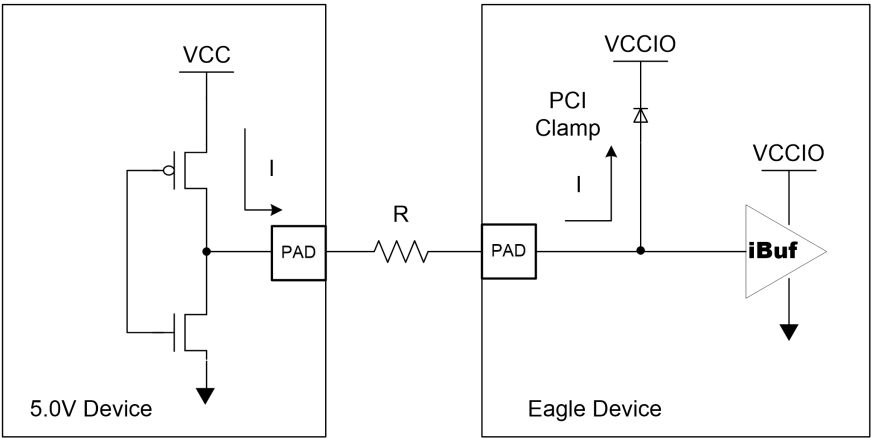 VCC
I
PAD
5.0V Device
R
VCCIO
PCI
Clamp
I
PAD
VCCIO
iBuf
Eagle Device